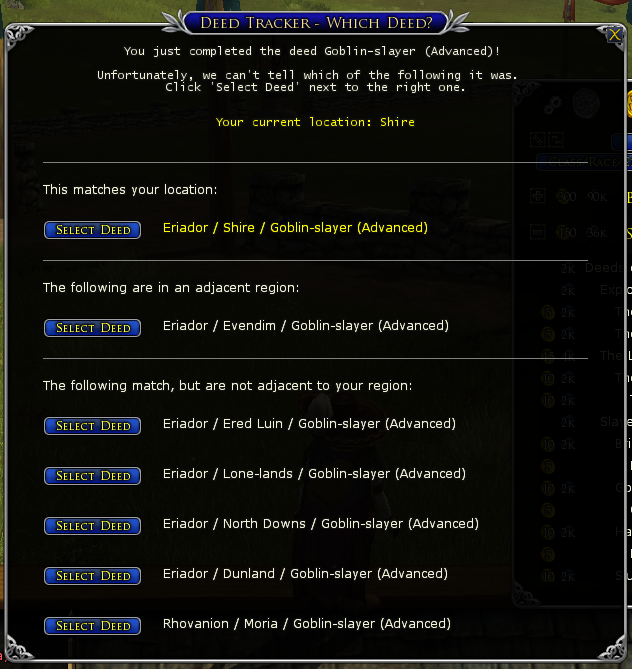 Deed Tracker - Which Deed?
You just completed the deed Goblin-slayer (Advanced)!
Unfortunately, we can't tell which of the following it was.
Click 'Select Deed' next to the right one.
Your current location: Shire
This matches your location:
Select Deed Eriador / Shire / Goblin-slayer (Advanced)
The following are in an adjacent region:
Select Deed Eriador / Evendim / Goblin-slayer (Advanced)
The following match, but are not adjacent to your region:
Select Deed Eriador / Ered Luin / Goblin-slayer (Advanced)
Select Deed Eriador / Lone-lands / Goblin-slayer (Advanced)
Select Deed Eriador / North Downs / Goblin-slayer (Advanced)
Select Deed Eriador / Dunland / Goblin-slayer (Advanced)
Select Deed Rhovanion / Moria / Goblin-slayer (Advanced)